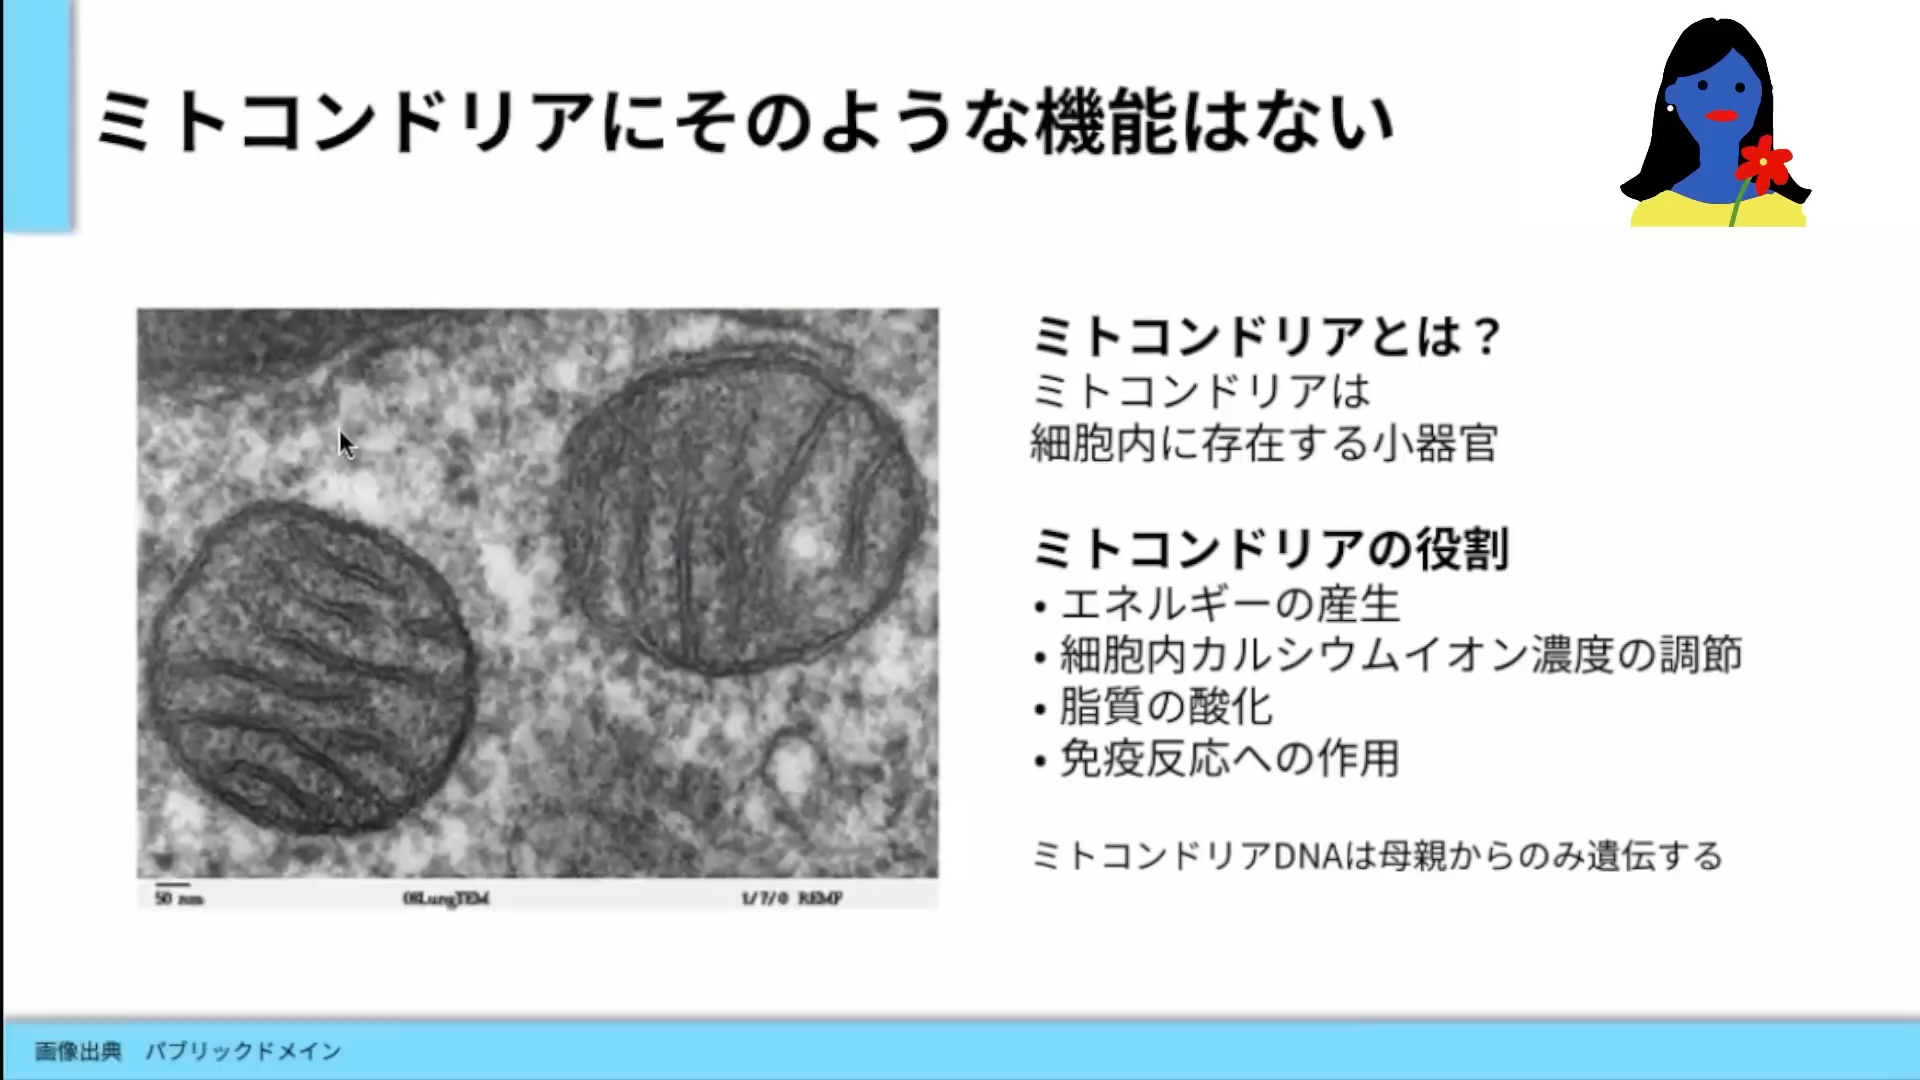 ミトコンドリアにそのような機能はない
ミトコンドリアとは？
ミトコンドリアは
細胞内に存在する小器官
ミトコンドリアの役割
• エネルギーの産生
• 細胞内カルシウムイオン濃度の調節
• 脂質の酸化
• 免疫反応への作用
ミトコンドリアDNAは母親からのみ遺伝する
50 nm
LungTEM
REMF
画像出典　パブリックドメイン